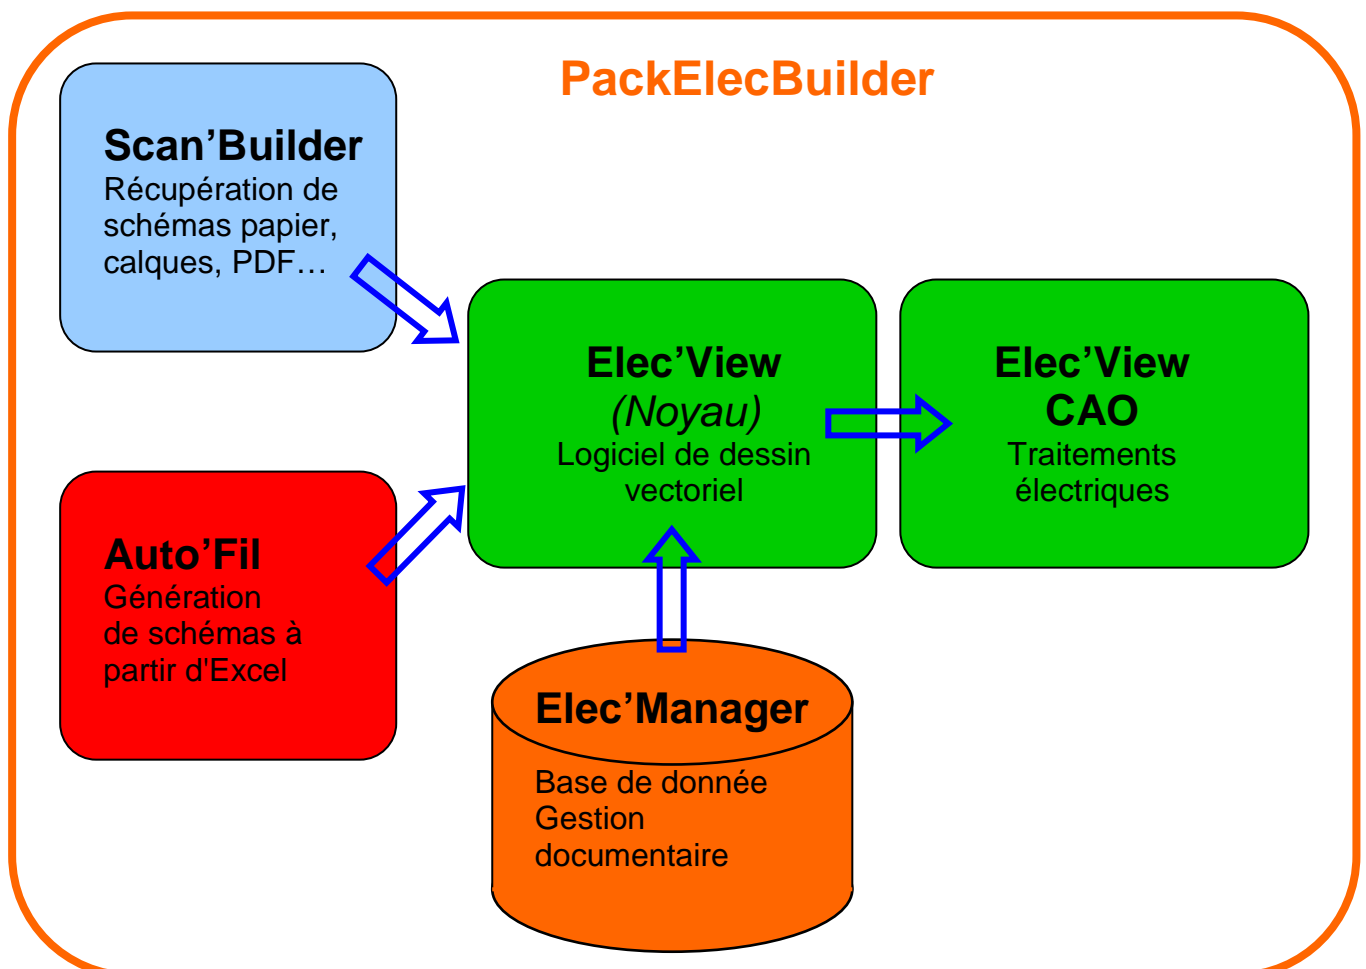 PackElecBuilder
Scan’Builder
Récupération de
schémas papier,
calques, PDF…
Elec’View
(Noyau)
Logiciel de dessin
vectoriel
Elec’View
CAO
Traitements
électriques
Auto’Fil
Génération
de schémas à
partir d'Excel
Elec’Manager
Base de donnée
Gestion
documentaire